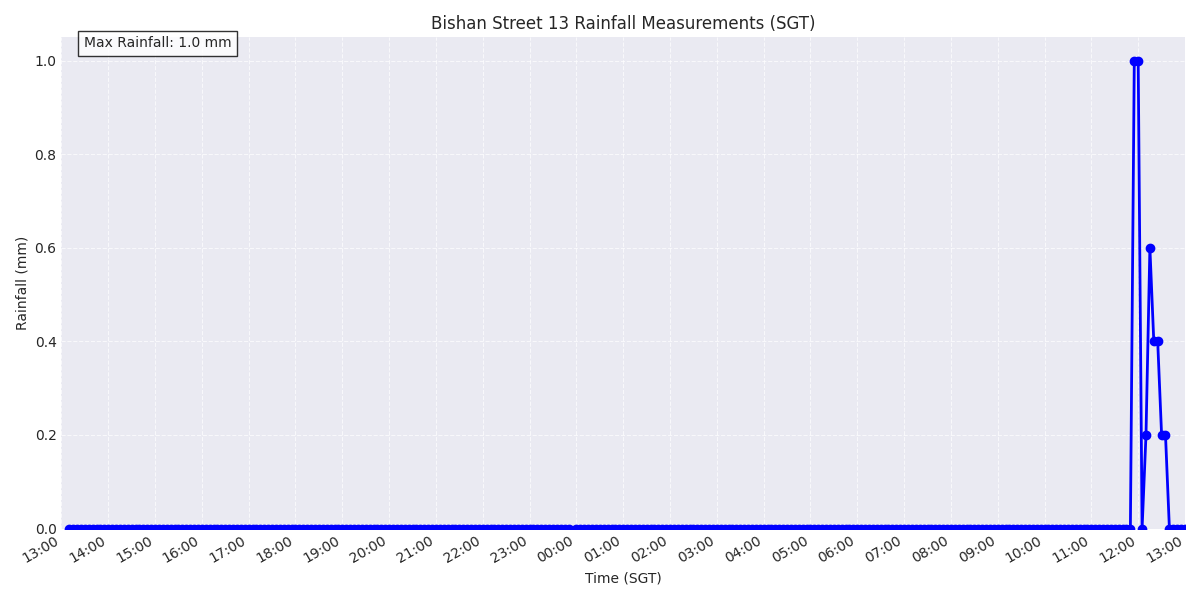 Bishan Street 13 Rainfall Measurements (SGT)
Max Rainfall: 1.0 mm
1.0
0.8
0.6
0.4
0.2
0.0
Rainfall (mm)
13:00 14:00 15:00 16:00 17:00 18:00 19:00 20:00 21:00 22:00 23:00 00:00 01:00 02:00 03:00 04:00 05:00 06:00 07:00 08:00 09:00 10:00 11:00 12:00 13:00
Time (SGT)